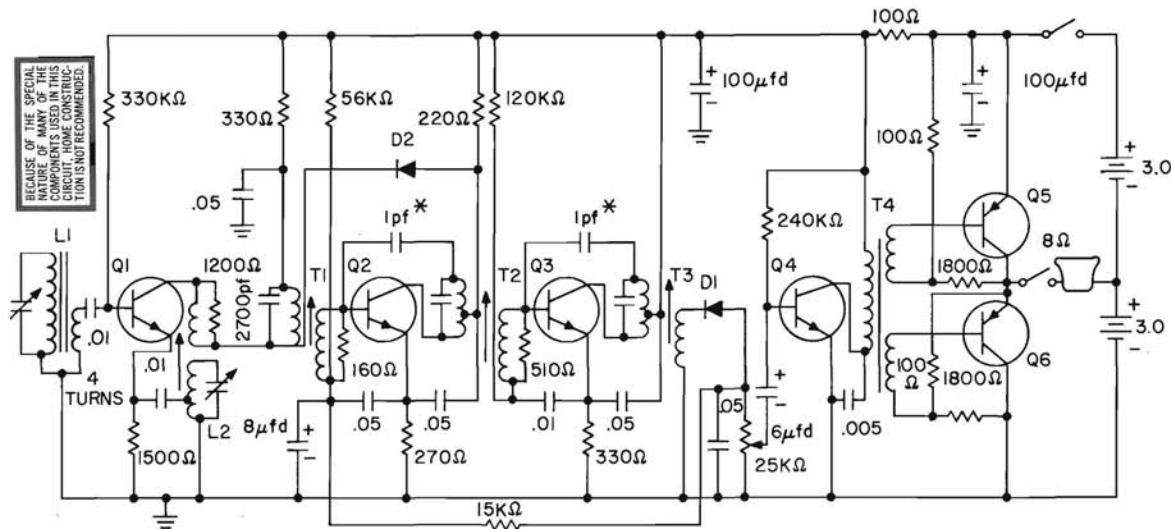 BECAUSE OF THE SPECIAL
NATURE OF MANY OF THE
COMPONENTS USED IN THIS
CIRCUIT, HOME CONSTRUC-
TION IS NOT RECOMMENDED.
330KΩ
330Ω
56KΩ
220Ω
120KΩ
100Ω
100μfd
+
-
100μfd
+
-
100Ω
+
-
3.0
D2
.05
1pf *
1pf *
240KΩ
T4
Q5
8Ω
L1
Q1
1200Ω
2700pf
T1
Q2
T2
Q3
T3
D1
Q4
1800Ω
.01
+
-
3.0
4
TURNS
.01
L2
160Ω
510Ω
100Ω
1800Ω
Q6
8μfd
+
-
.05
.05
.01
.05
.05
+
-
6μfd
.005
1500Ω
270Ω
330Ω
25KΩ
15KΩ